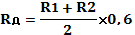 Rд = (R1 + R2)/2 ×0,6